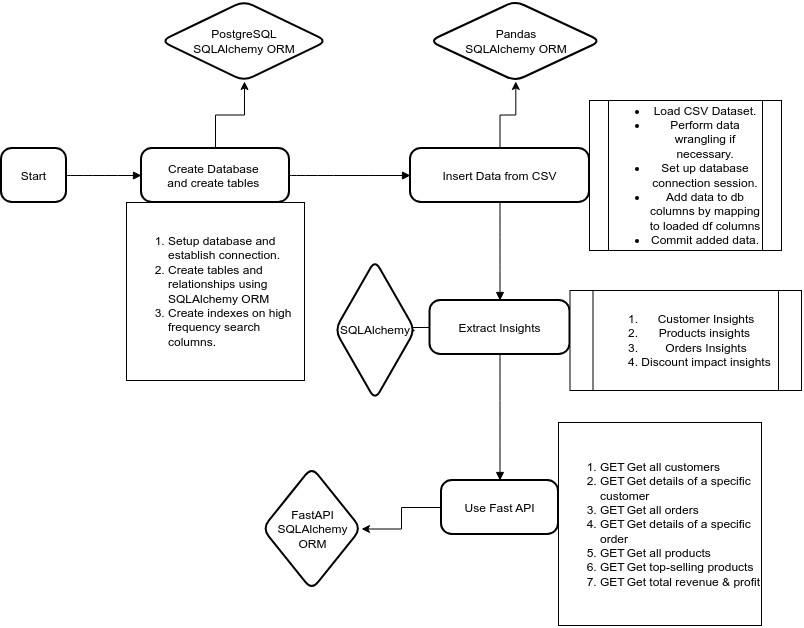 PostgreSQL
SQLAlchemy ORM
Pandas
SQLAlchemy ORM
Start
Create Database
and create tables
Insert Data from CSV
• Load CSV Dataset.
• Perform data
wrangling if
necessary.
• Set up database
connection session.
• Add data to db
columns by mapping
to loaded df columns
• Commit added data.
1. Setup database and
establish connection.
2. Create tables and
relationships using
SQLAlchemy ORM
3. Create indexes on high
frequency search
columns.
SQLAlchemy
Extract Insights
1. Customer Insights
2. Products insights
3. Orders Insights
4. Discount impact insights
FastAPI
SQLAlchemy
ORM
Use Fast API
1. GET Get all customers
2. GET Get details of a specific
customer
3. GET Get all orders
4. GET Get details of a specific
order
5. GET Get all products
6. GET Get top-selling products
7. GET Get total revenue & profit